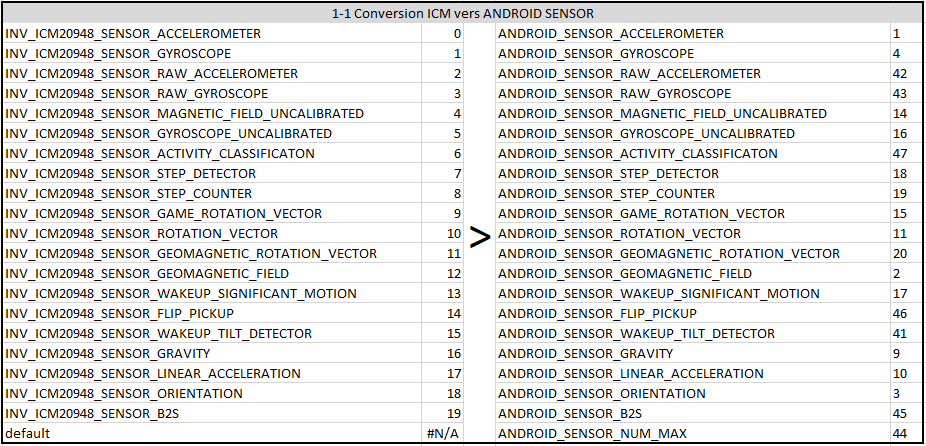 1-1 Conversion ICM vers ANDROID SENSOR
INV_ICM20948_SENSOR_ACCELEROMETER 0 ANDROID_SENSOR_ACCELEROMETER 1
INV_ICM20948_SENSOR_GYROSCOPE 1 ANDROID_SENSOR_GYROSCOPE 4
INV_ICM20948_SENSOR_RAW_ACCELEROMETER 2 ANDROID_SENSOR_RAW_ACCELEROMETER 42
INV_ICM20948_SENSOR_RAW_GYROSCOPE 3 ANDROID_SENSOR_RAW_GYROSCOPE 43
INV_ICM20948_SENSOR_MAGNETIC_FIELD_UNCALIBRATED 4 ANDROID_SENSOR_MAGNETIC_FIELD_UNCALIBRATED 14
INV_ICM20948_SENSOR_GYROSCOPE_UNCALIBRATED 5 ANDROID_SENSOR_GYROSCOPE_UNCALIBRATED 16
INV_ICM20948_SENSOR_ACTIVITY_CLASSIFICATON 6 ANDROID_SENSOR_ACTIVITY_CLASSIFICATON 47
INV_ICM20948_SENSOR_STEP_DETECTOR 7 ANDROID_SENSOR_STEP_DETECTOR 18
INV_ICM20948_SENSOR_STEP_COUNTER 8 ANDROID_SENSOR_STEP_COUNTER 19
INV_ICM20948_SENSOR_GAME_ROTATION_VECTOR 9 ANDROID_SENSOR_GAME_ROTATION_VECTOR 15
INV_ICM20948_SENSOR_ROTATION_VECTOR 10 > ANDROID_SENSOR_ROTATION_VECTOR 11
INV_ICM20948_SENSOR_GEOMAGNETIC_ROTATION_VECTOR 11 ANDROID_SENSOR_GEOMAGNETIC_ROTATION_VECTOR 20
INV_ICM20948_SENSOR_GEOMAGNETIC_FIELD 12 ANDROID_SENSOR_GEOMAGNETIC_FIELD 2
INV_ICM20948_SENSOR_WAKEUP_SIGNIFICANT_MOTION 13 ANDROID_SENSOR_WAKEUP_SIGNIFICANT_MOTION 17
INV_ICM20948_SENSOR_FLIP_PICKUP 14 ANDROID_SENSOR_FLIP_PICKUP 46
INV_ICM20948_SENSOR_WAKEUP_TILT_DETECTOR 15 ANDROID_SENSOR_WAKEUP_TILT_DETECTOR 41
INV_ICM20948_SENSOR_GRAVITY 16 ANDROID_SENSOR_GRAVITY 9
INV_ICM20948_SENSOR_LINEAR_ACCELERATION 17 ANDROID_SENSOR_LINEAR_ACCELERATION 10
INV_ICM20948_SENSOR_ORIENTATION 18 ANDROID_SENSOR_ORIENTATION 3
INV_ICM20948_SENSOR_B2S 19 ANDROID_SENSOR_B2S 45
default #N/A ANDROID_SENSOR_NUM_MAX 44